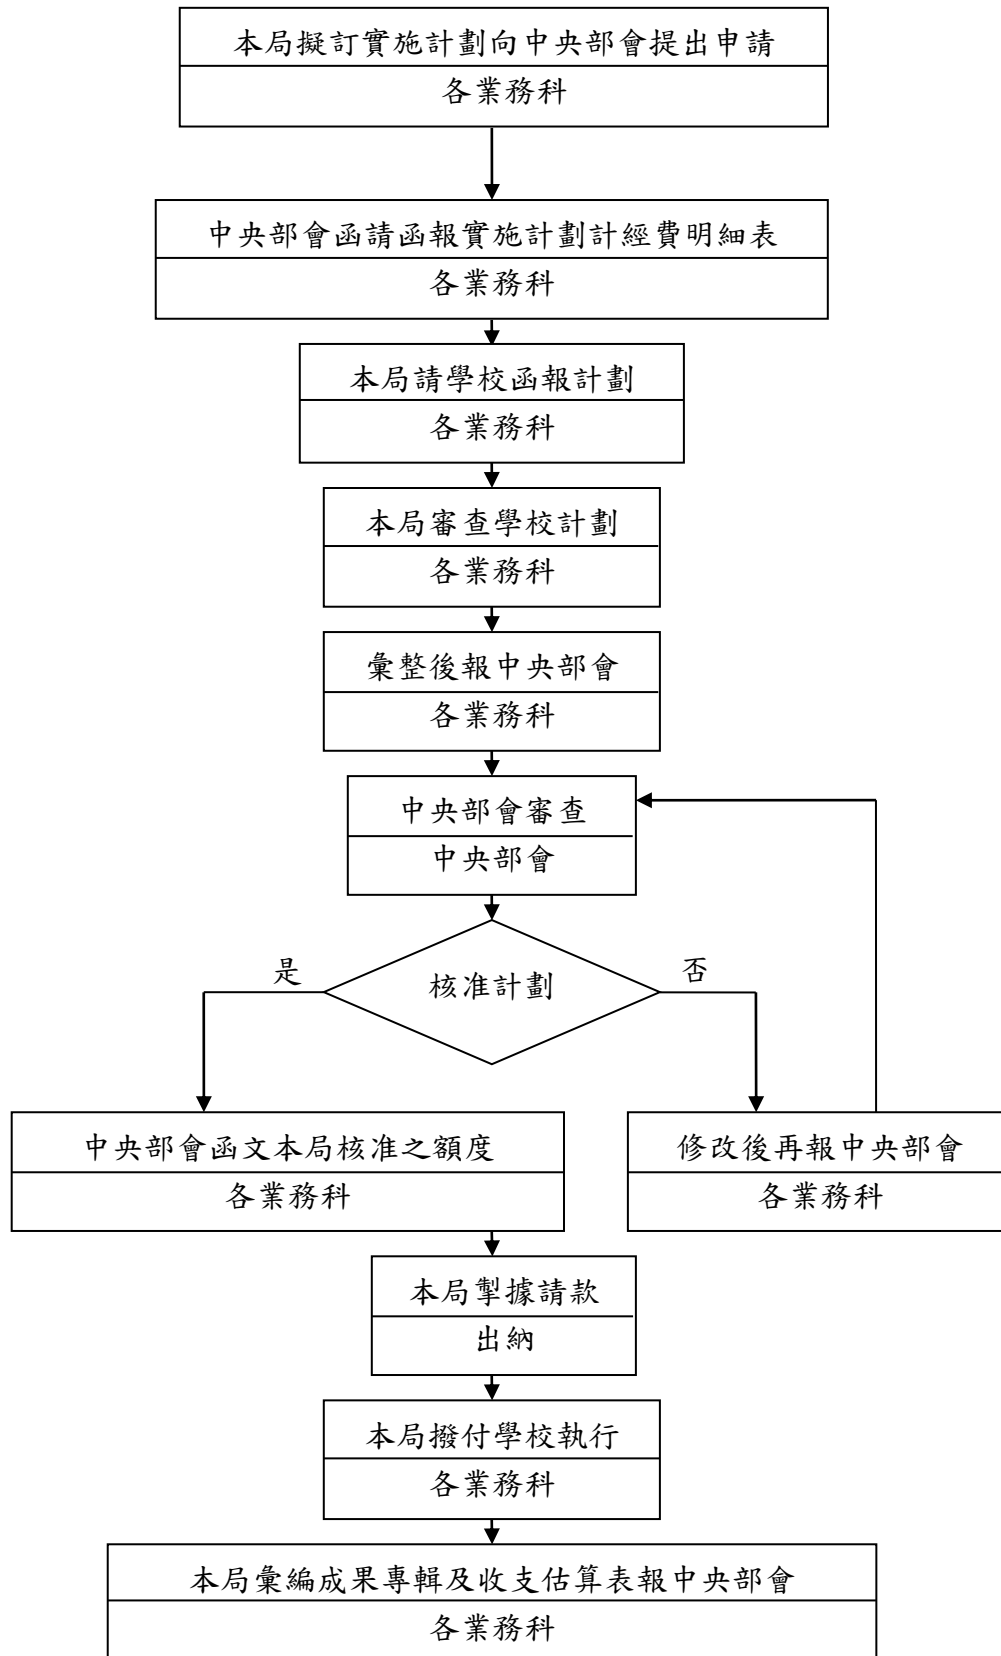 本局擬訂實施計劃向中央部會提出申請
各業務科
中央部會函請函報實施計劃計經費明細表
各業務科
本局請學校函報計劃
各業務科
本局審查學校計劃
各業務科
彙整後報中央部會
各業務科
中央部會審查
中央部會
是
核准計劃
否
中央部會函文本局核准之額度
各業務科
修改後再報中央部會
各業務科
本局掣據請款
出納
本局撥付學校執行
各業務科
本局彙編成果專輯及收支估算表報中央部會
各業務科